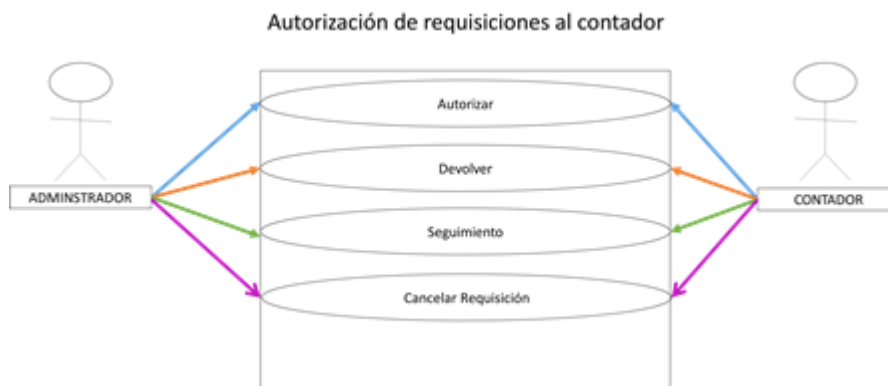 Autorización de requisiciones al contador
Autorizar
Devolver
ADMINSTRADOR
CONTADOR
Seguimiento
Cancelar Requisición